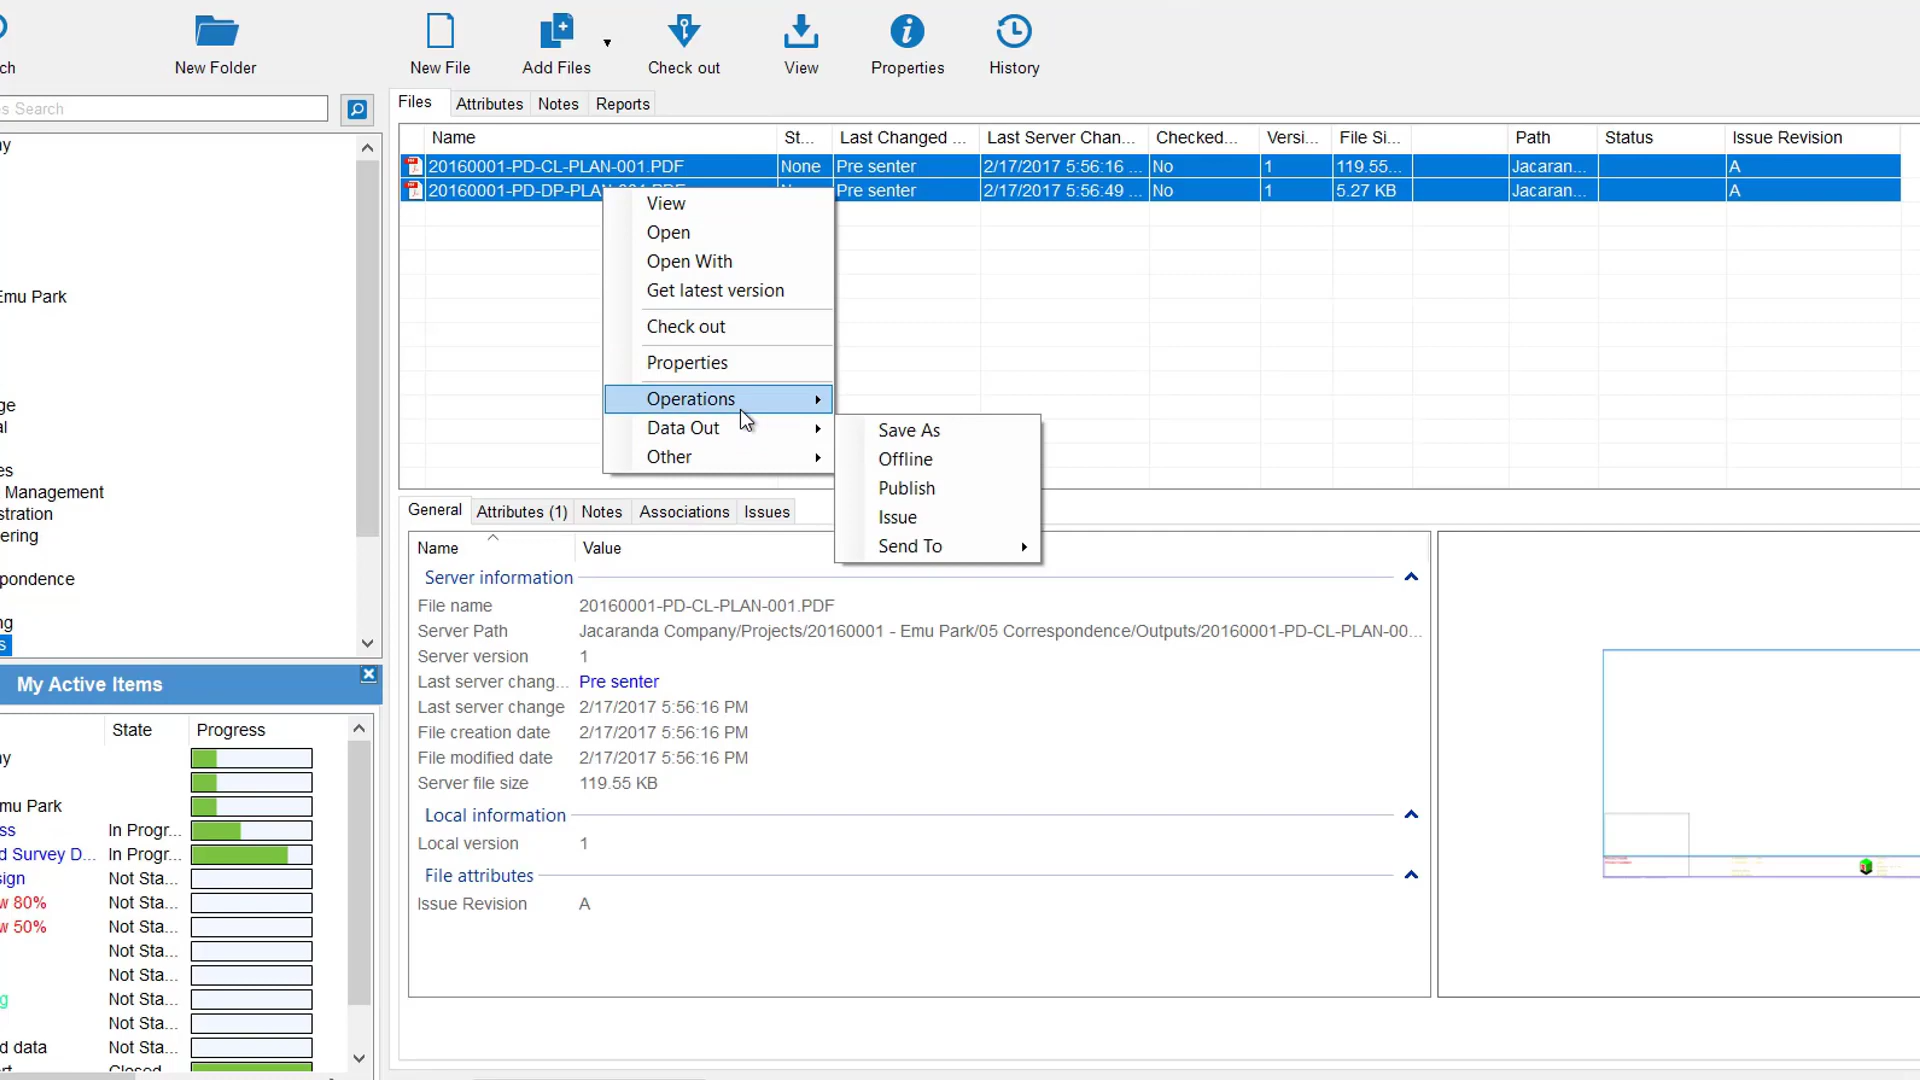 ch
New Folder
New File
Add Files
Check out
View
Properties
History
s Search
Files
Attributes
Notes
Reports
Name St... Last Changed ... Last Server Chan... Checked... Versi... File Si... Path Status Issue Revision
20160001-PD-CL-PLAN-001.PDF None Pre senter 2/17/2017 5:56:16 ... No 1 119.55... Jacaran... A
20160001-PD-DP-PLAN-001.PDF Pre senter 2/17/2017 5:56:49 ... No 1 5.27 KB Jacaran... A
View
Open
Open With
Get latest version
Check out
Properties
Operations
Data Out
Other
Save As
Offline
Publish
Issue
Send To
y
Emu Park
ge
al
es
Management
stration
ering
pondence
ng
s
General
Attributes (1)
Notes
Associations
Issues
Name Value
Server information
File name 20160001-PD-CL-PLAN-001.PDF
Server Path Jacaranda Company/Projects/20160001 - Emu Park/05 Correspondence/Outputs/20160001-PD-CL-PLAN-00...
Server version 1
Last server chang... Pre senter
Last server change 2/17/2017 5:56:16 PM
File creation date 2/17/2017 5:56:16 PM
File modified date 2/17/2017 5:56:16 PM
Server file size 119.55 KB
Local information
Local version 1
File attributes
Issue Revision A
My Active Items
State Progress
y
mu Park
ss In Progr...
d Survey D... In Progr...
sign Not Sta...
w 80% Not Sta...
w 50% Not Sta...
Not Sta...
Not Sta...
g Not Sta...
Not Sta...
d data Not Sta...
rt Closed